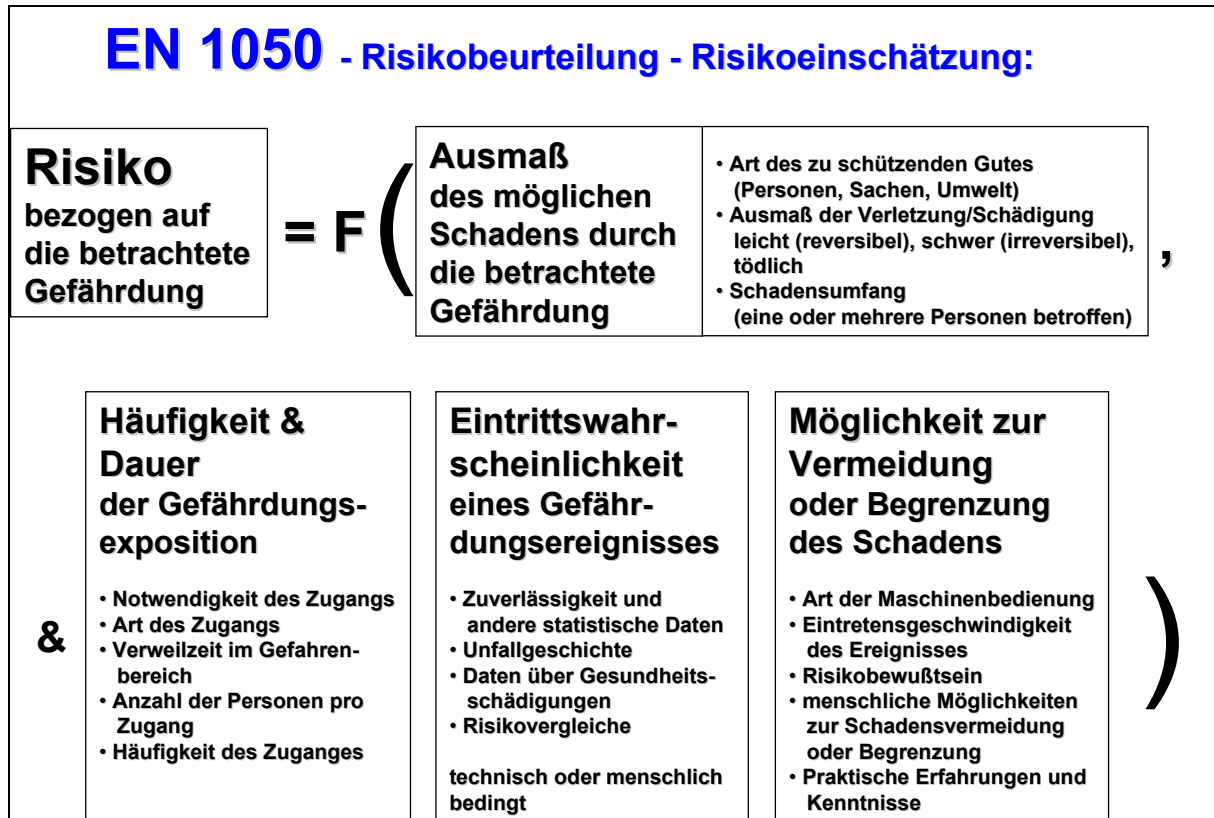 EN 1050 - Risikobeurteilung - Risikoeinschätzung:
Risiko
bezogen auf
die betrachtete
Gefährdung
= F (
Ausmaß
des möglichen
Schadens durch
die betrachtete
Gefährdung
• Art des zu schützenden Gutes
(Personen, Sachen, Umwelt)
• Ausmaß der Verletzung/Schädigung
leicht (reversibel), schwer (irreversibel),
tödlich
• Schadensumfang
(eine oder mehrere Personen betroffen)
,
&
Häufigkeit &
Dauer
der Gefährdungs-
exposition
• Notwendigkeit des Zugangs
• Art des Zugangs
• Verweilzeit im Gefahren-
bereich
• Anzahl der Personen pro
Zugang
• Häufigkeit des Zuganges
Eintrittswahr-
scheinlichkeit
eines Gefähr-
dungsereignisses
• Zuverlässigkeit und
andere statistische Daten
• Unfallgeschichte
• Daten über Gesundheits-
schädigungen
• Risikovergleiche
technisch oder menschlich
bedingt
Möglichkeit zur
Vermeidung
oder Begrenzung
des Schadens
• Art der Maschinenbedienung
• Eintretensgeschwindigkeit
des Ereignisses
• Risikobewußtsein
• menschliche Möglichkeiten
zur Schadensvermeidung
oder Begrenzung
• Praktische Erfahrungen und
Kenntnisse
)